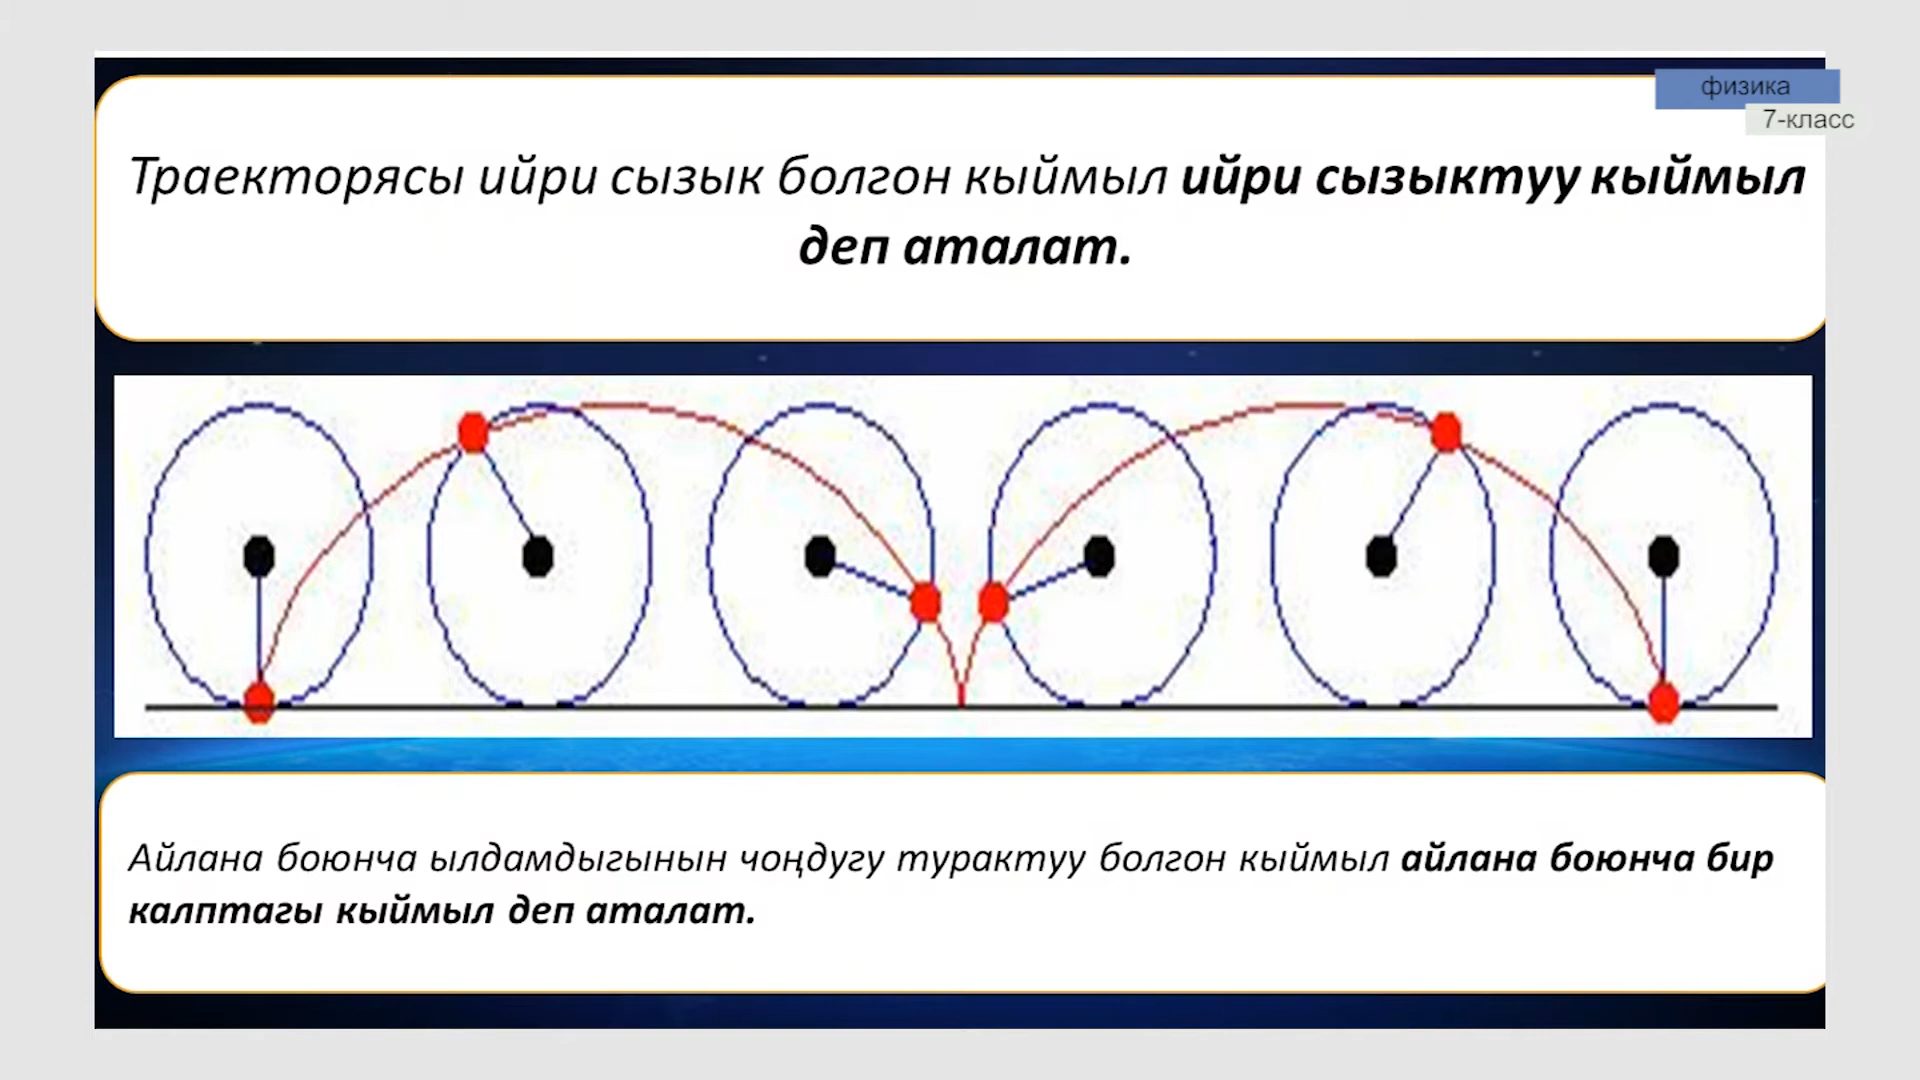 физика
7-класс
Траекторясы ийри сызык болгон кыймыл ийри сызыктуу кыймыл
деп аталат.
Айлана боюнча ылдамдыгынын чоңдугу турактуу болгон кыймыл айлана боюнча бир
калптагы кыймыл деп аталат.